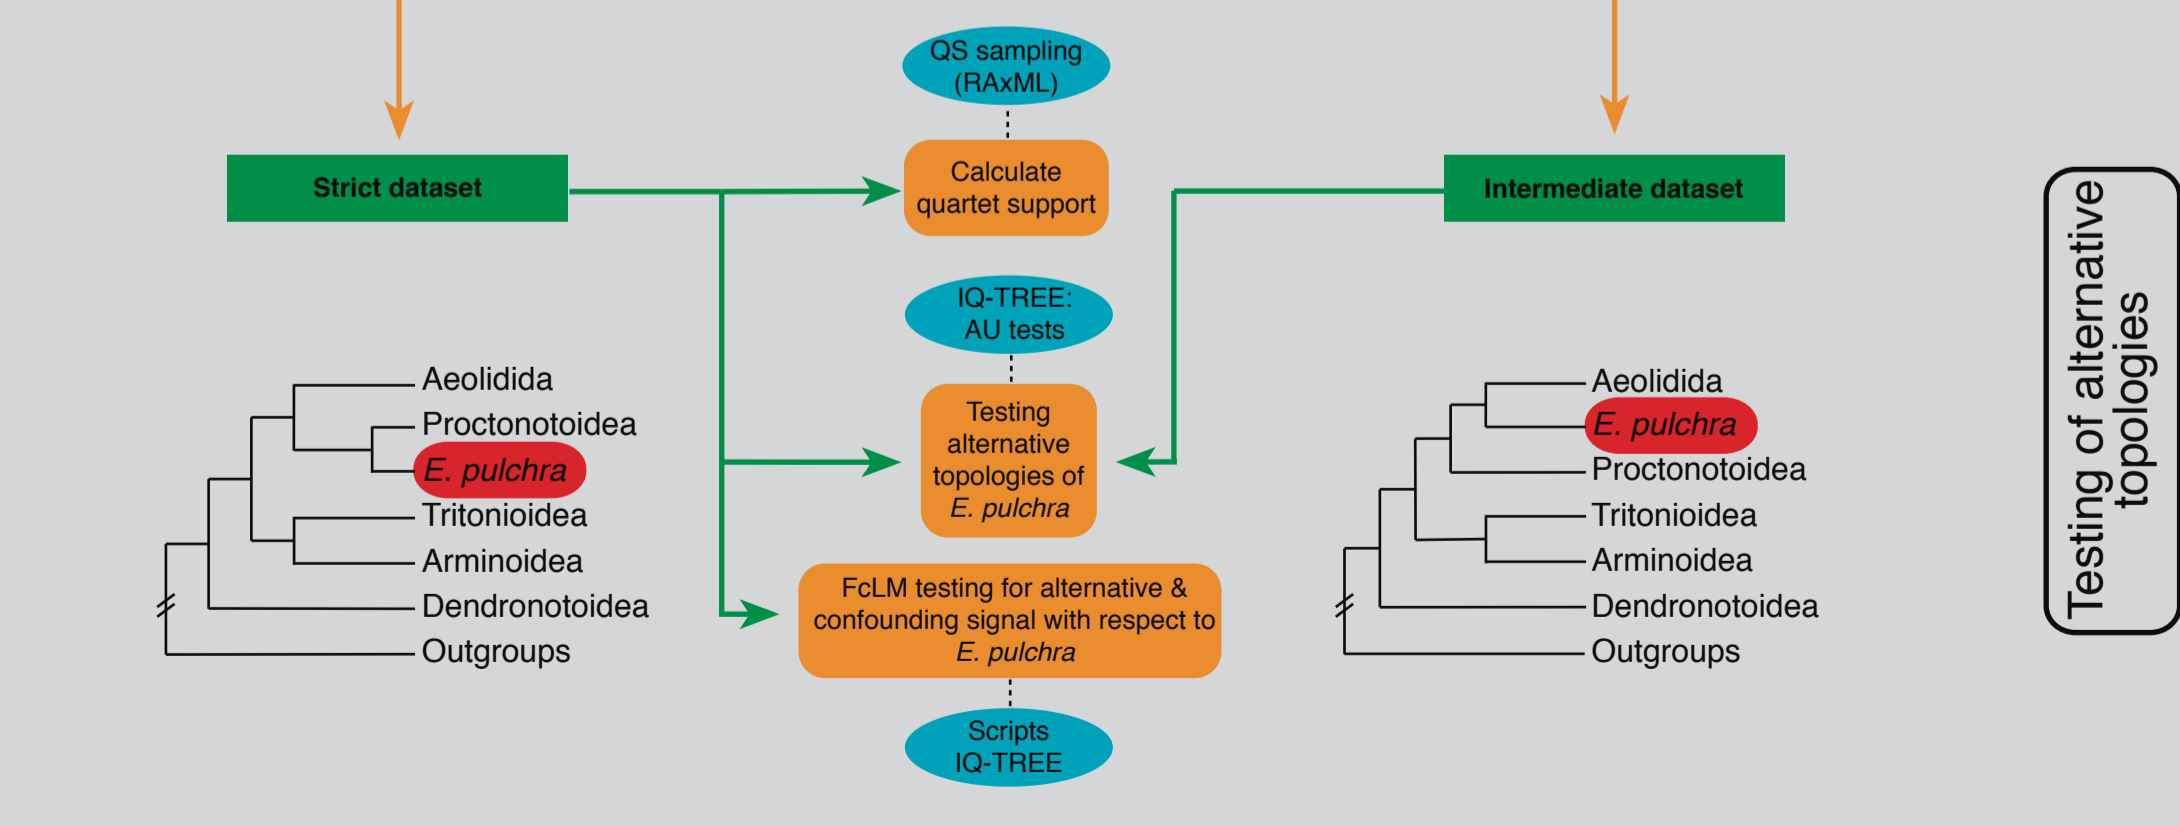 QS sampling
(RAxML)
Strict dataset
Calculate
quartet support
Intermediate dataset
IQ-TREE:
AU tests
Testing
alternative
topologies of
E. pulchra
FcLM testing for alternative &
confounding signal with respect to
E. pulchra
Scripts
IQ-TREE
Aeolidida
Proctonotoidea
E. pulchra
Tritonioidea
Arminoidea
Dendronotoidea
Outgroups
Aeolidida
E. pulchra
Proctonotoidea
Tritonioidea
Arminoidea
Dendronotoidea
Outgroups
Testing of alternative
topologies